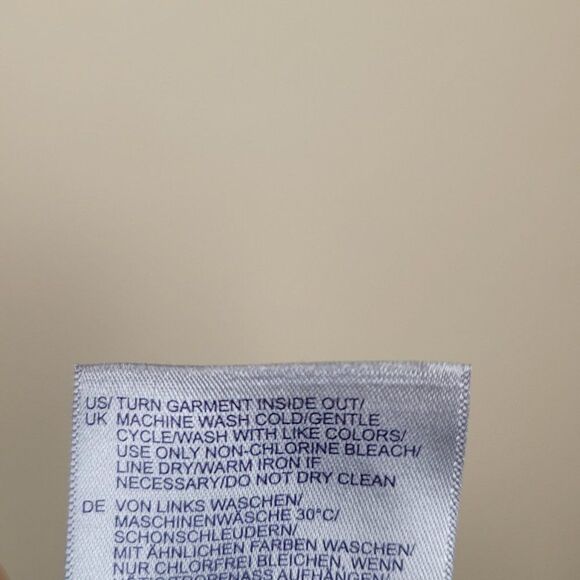 US/ TURN GARMENT INSIDE OUT/
UK MACHINE WASH COLD/GENTLE
CYCLE/WASH WITH LIKE COLORS/
USE ONLY NON-CHLORINE BLEACH/
LINE DRY/WARM IRON IF
NECESSARY/DO NOT DRY CLEAN
DE VON LINKS WASCHEN/
MASCHINENWÄSCHE 30°C/
SCHONSCHLEUDERN/
MIT ÄHNLICHEN FARBEN WASCHEN/
NUR CHLORFREI BLEICHEN, WENN
AUFHÄNGEN/